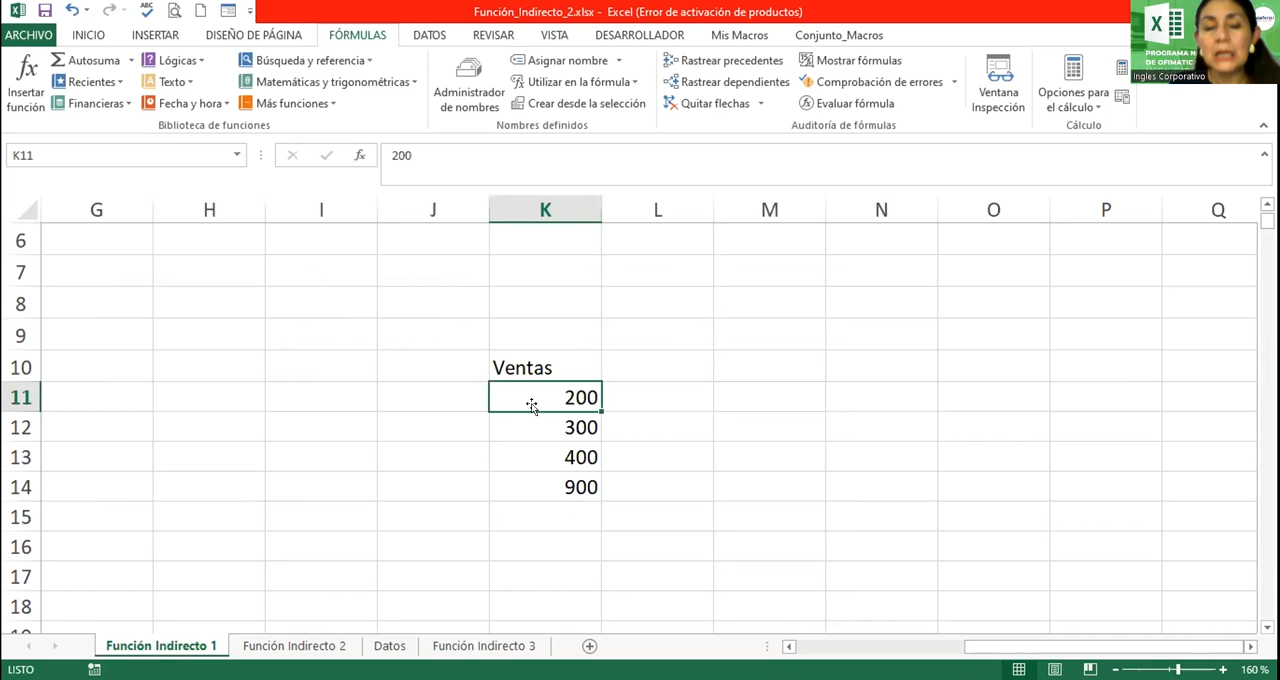 Función_Indirecto_2.xlsx - Excel (Error de activación de productos)
ARCHIVO INICIO INSERTAR DISEÑO DE PÁGINA FÓRMULAS DATOS REVISAR VISTA DESARROLLADOR Mis Macros Conjunto_Macros
PROGRAMA N
DE OFIMÁTIC
Ingles Corporativo
fx Insertar función
Autosuma Lógicas Búsqueda y referencia
Recientes Texto Matemáticas y trigonométricas
Financieras Fecha y hora Más funciones
Biblioteca de funciones
Administrador de nombres
Asignar nombre
Utilizar en la fórmula
Crear desde la selección
Nombres definidos
Rastrear precedentes Mostrar fórmulas
Rastrear dependientes Comprobación de errores
Quitar flechas Evaluar fórmula
Auditoría de fórmulas
Ventana Inspección
Opciones para el cálculo
Cálculo
K11 fx 200
G H I J K L M N O P Q
6
7
8
9
10 Ventas
11 200
12 300
13 400
14 900
15
16
17
18
Función Indirecto 1 Función Indirecto 2 Datos Función Indirecto 3
LISTO 160 %